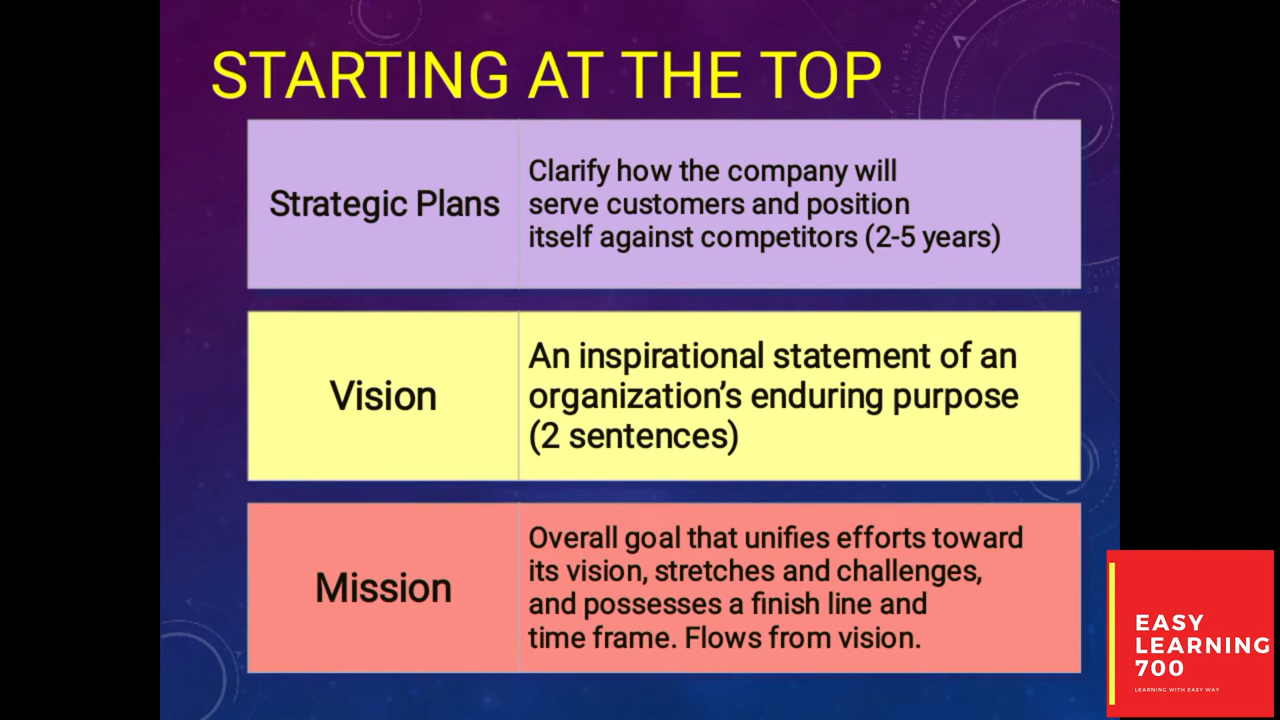 STARTING AT THE TOP
Strategic Plans
Clarify how the company will
serve customers and position
itself against competitors (2-5 years)
Vision
An inspirational statement of an
organization’s enduring purpose
(2 sentences)
Mission
Overall goal that unifies efforts toward
its vision, stretches and challenges,
and possesses a finish line and
time frame. Flows from vision.
EASY
LEARNING
700
LEARNING WITH EASY WAY